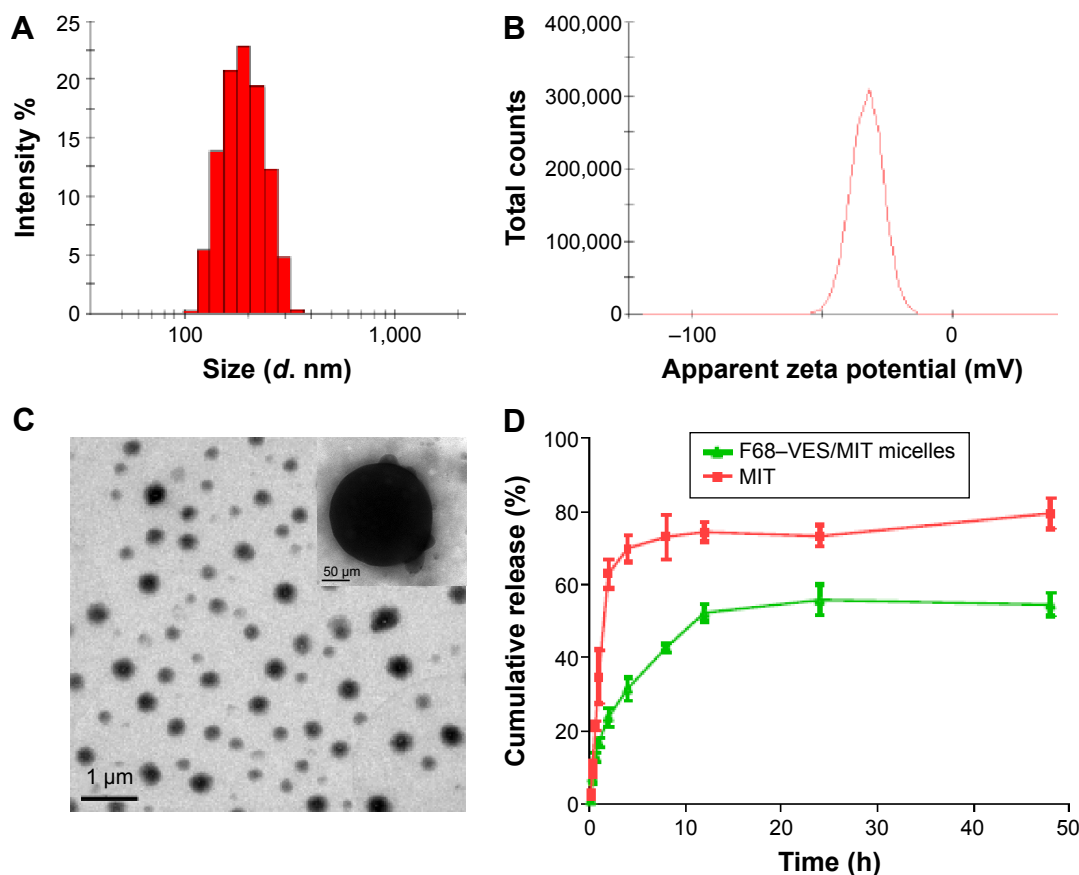 A
25
20
15
10
5
0
Intensity %
100
1,000
Size (d. nm)
B
400,000
300,000
200,000
100,000
0
Total counts
–100
0
Apparent zeta potential (mV)
C
50 µm
1 µm
D
100
80
60
40
20
0
Cumulative release (%)
F68–VES/MIT micelles
MIT
0
10
20
30
40
50
Time (h)